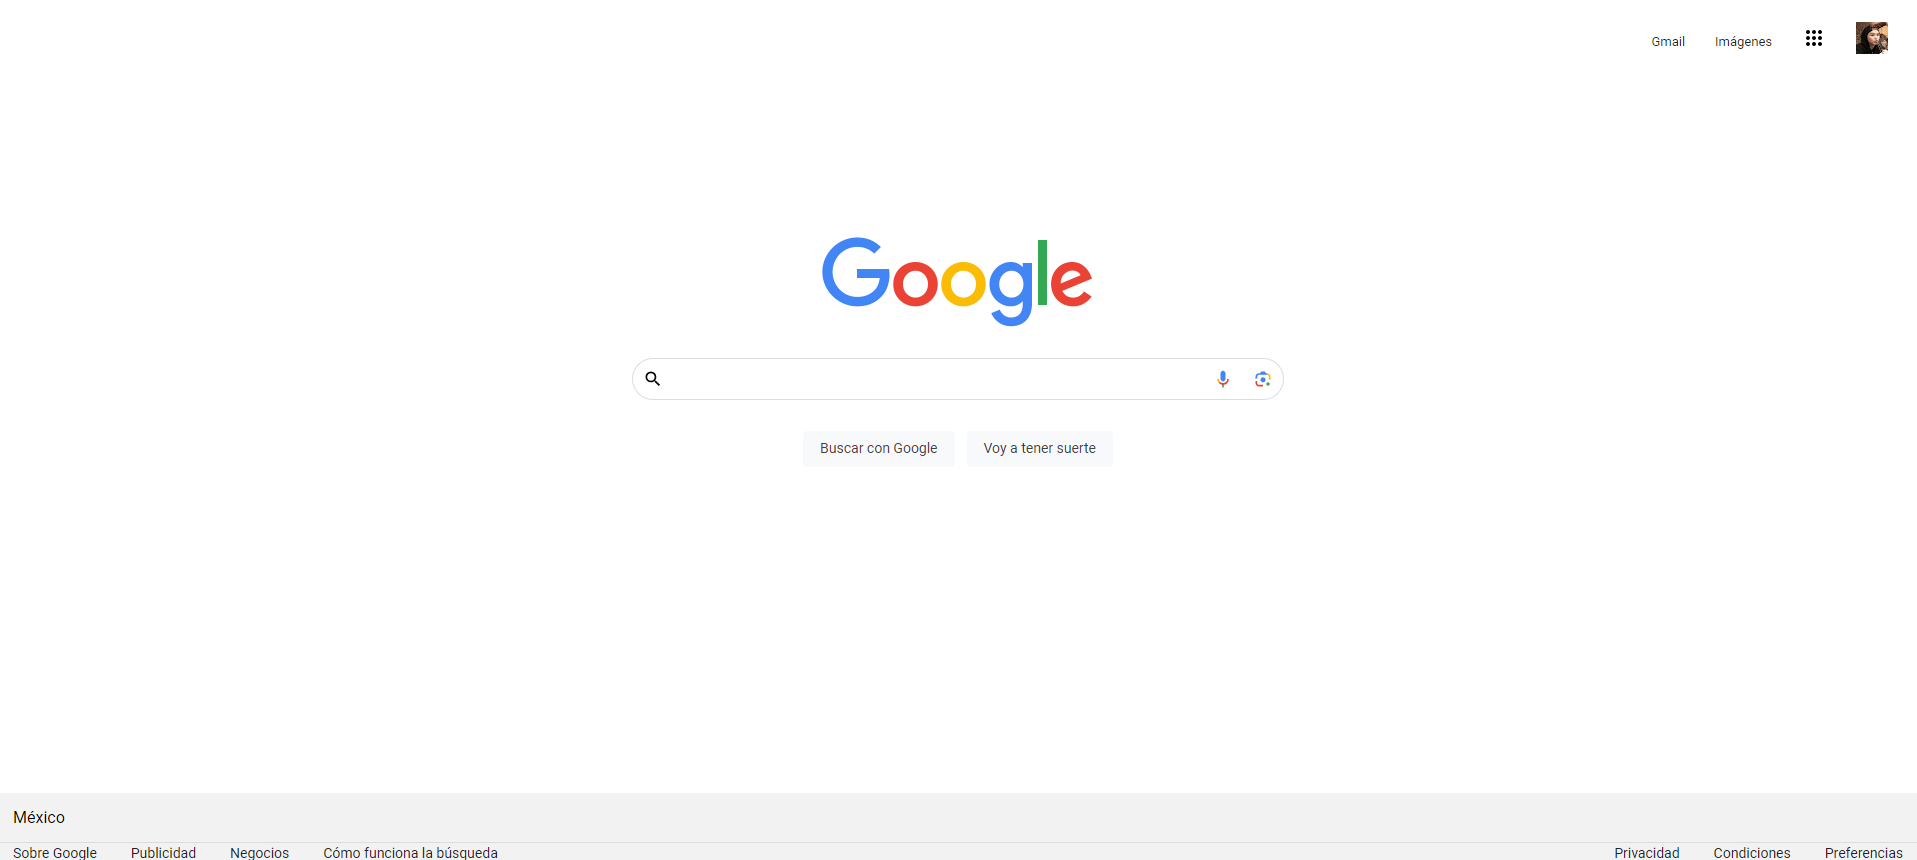 Gmail Imágenes
Google
Buscar con Google Voy a tener suerte
México
Sobre Google Publicidad Negocios Cómo funciona la búsqueda Privacidad Condiciones Preferencias